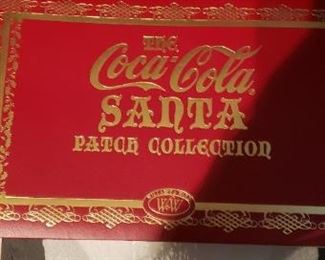 THE
Coca-Cola
SANTA
PATCH COLLECTION
W&W